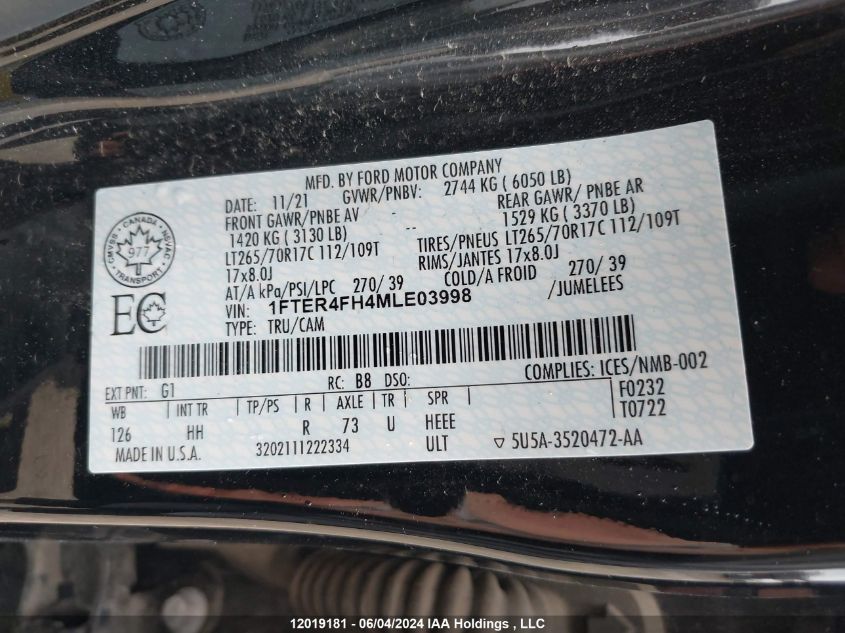 MFD. BY FORD MOTOR COMPANY
DATE: 11/21 GVWR/PNBV: 2744 KG ( 6050 LB)
FRONT GAWR/PNBE AV - REAR GAWR/ PNBE AR
1420 KG ( 3130 LB) -- 1529 KG ( 3370 LB)
LT265/70R17C 112/109T TIRES/PNEUS LT265/70R17C 112/109T
17x8.0J RIMS/JANTES 17x8.0J
AT/A kPa/PSI/LPC 270/ 39 COLD/A FROID 270/ 39
VIN: 1FTER4FH4MLE03998 /JUMELEES
TYPE: TRU/CAM
CMVSS CANADA NSVAC
977
TRANSPORT
EC
COMPLIES: ICES/NMB-002
EXT PNT: G1 RC: B8 DSO:
WB INT TR TP/PS R AXLE TR SPR F0232
126 HH R 73 U HEEE T0722
MADE IN U.S.A. 3202111222334 ULT 5U5A-3520472-AA
12019181 - 06/04/2024 IAA Holdings , LLC